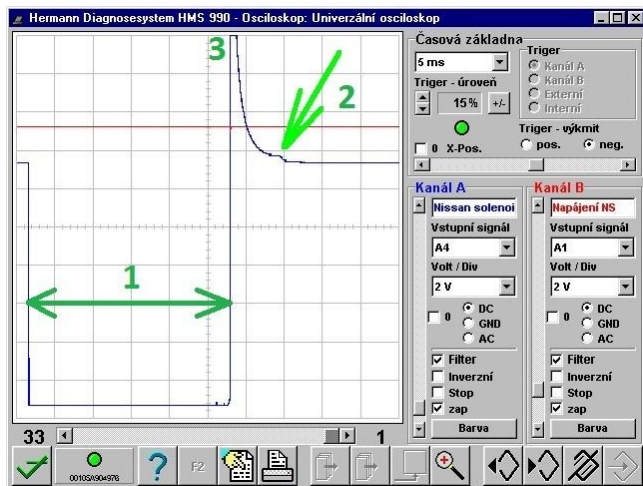 Hermann Diagnosesystem HMS 990 - Osciloskop: Univerzální osciloskop
3
2
1
33
1
Časová základna
5 ms
Triger - úroveň
15%
+/-
0 X-Pos.
Triger
Kanál A
Kanál B
Externí
Interní
Triger - výkmit
pos.
neg.
Kanál A
Nissan solenoi
Vstupní signál
A4
Volt / Div
2 V
0
DC
GND
AC
Filter
Inverzní
Stop
zap
Barva
Kanál B
Napájení NS
Vstupní signál
A1
Volt / Div
2 V
0
DC
GND
AC
Filter
Inverzní
Stop
zap
Barva
?
F2